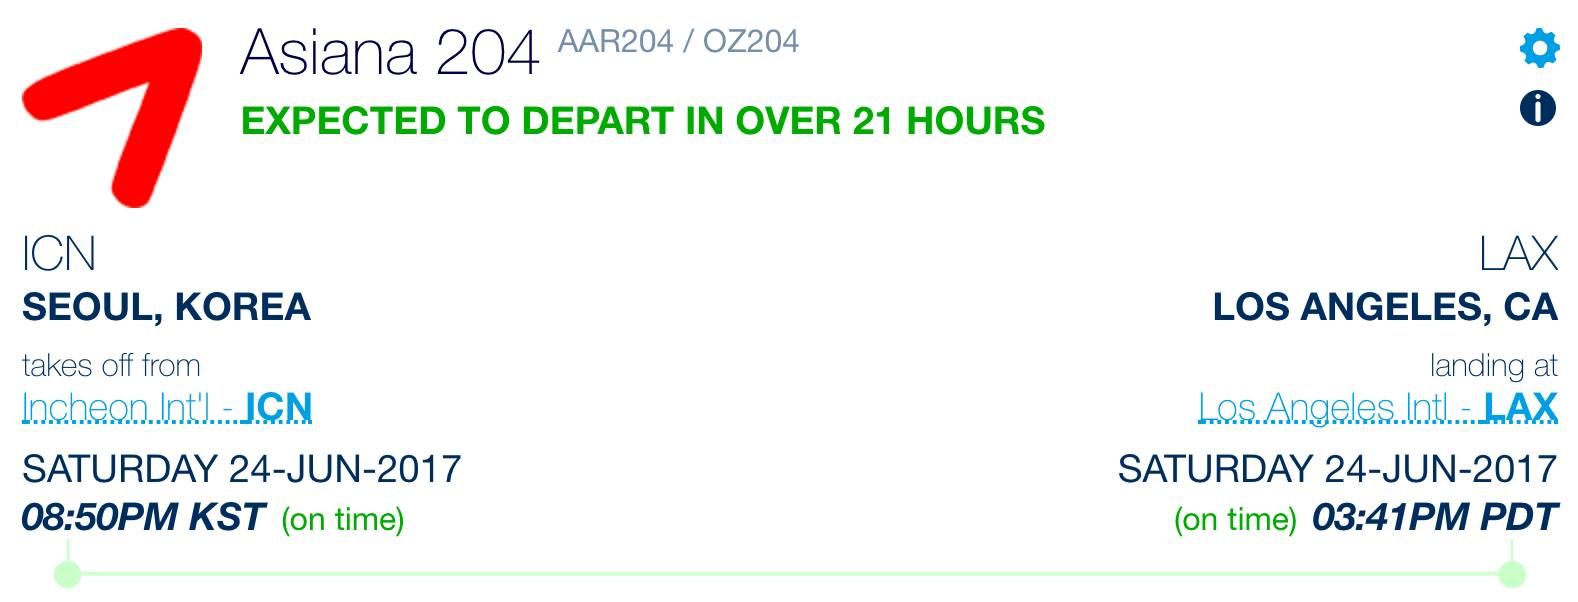 Asiana 204 AAR204 / OZ204
EXPECTED TO DEPART IN OVER 21 HOURS
ICN
SEOUL, KOREA
takes off from
Incheon Int'l - ICN
SATURDAY 24-JUN-2017
08:50PM KST (on time)
LAX
LOS ANGELES, CA
landing at
Los Angeles Intl - LAX
SATURDAY 24-JUN-2017
(on time) 03:41PM PDT